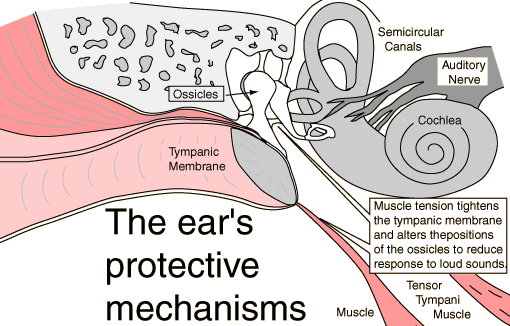 Semicircular
Canals
Auditory
Nerve
Ossicles
Cochlea
Tympanic
Membrane
Muscle tension tightens
the tympanic membrane
and alters thepositions
of the ossicles to reduce
response to loud sounds.
The ear's
protective
mechanisms
Tensor
Tympani
Muscle
Muscle